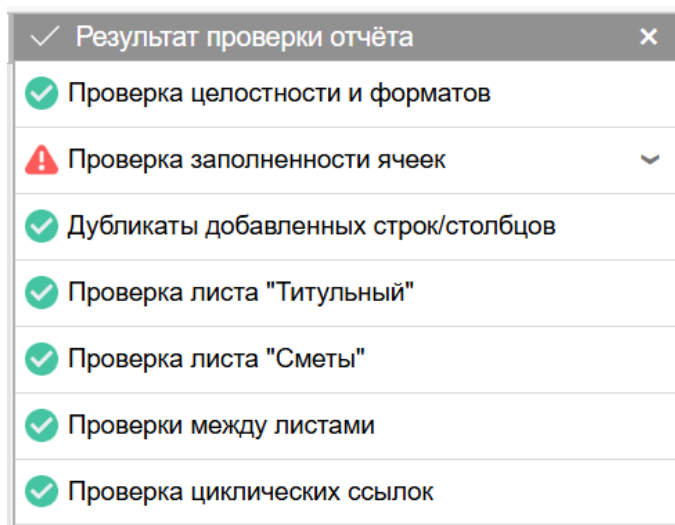 Результат проверки отчёта
Проверка целостности и форматов
Проверка заполненности ячеек
Дубликаты добавленных строк/столбцов
Проверка листа "Титульный"
Проверка листа "Сметы"
Проверки между листами
Проверка циклических ссылок